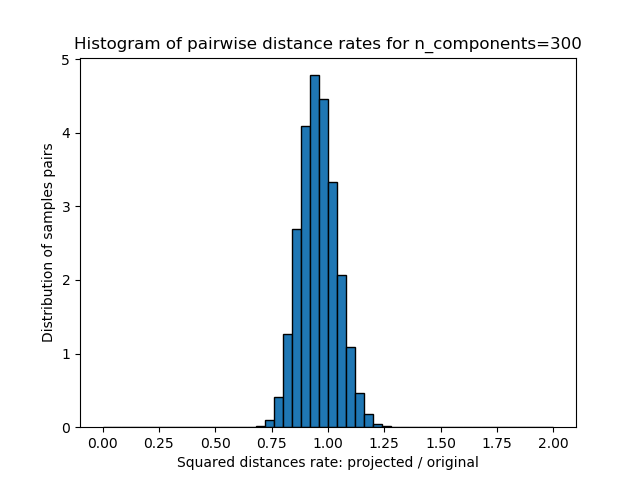 Histogram of pairwise distance rates for n_components=300
Distribution of samples pairs
5
4
3
2
1
0
0.00 0.25 0.50 0.75 1.00 1.25 1.50 1.75 2.00
Squared distances rate: projected / original